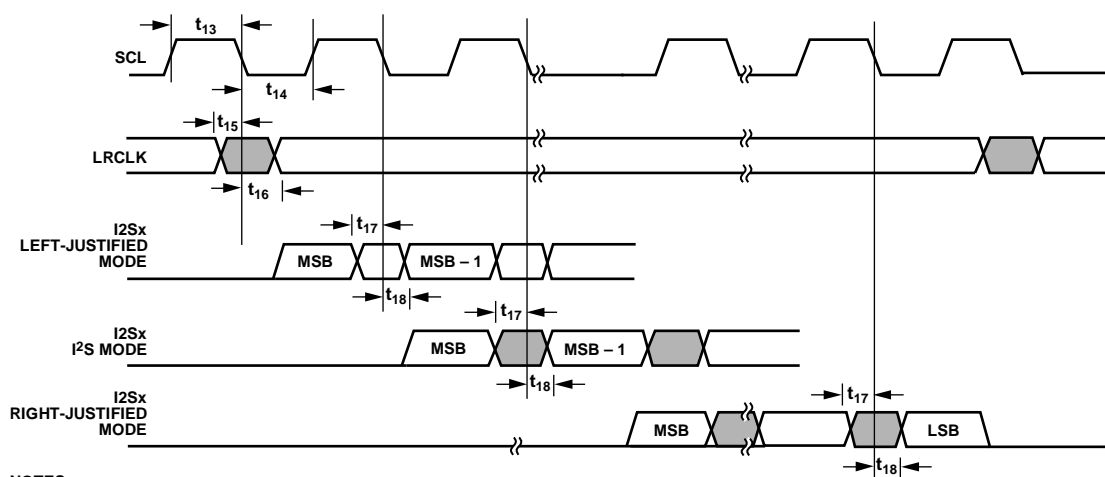 t13
SCL
t14
t15
LRCLK
t16
I2Sx
LEFT-JUSTIFIED
MODE
MSB
t17
MSB – 1
t18
I2Sx
I2S MODE
MSB
t17
MSB – 1
t18
I2Sx
RIGHT-JUSTIFIED
MODE
MSB
t17
LSB
t18